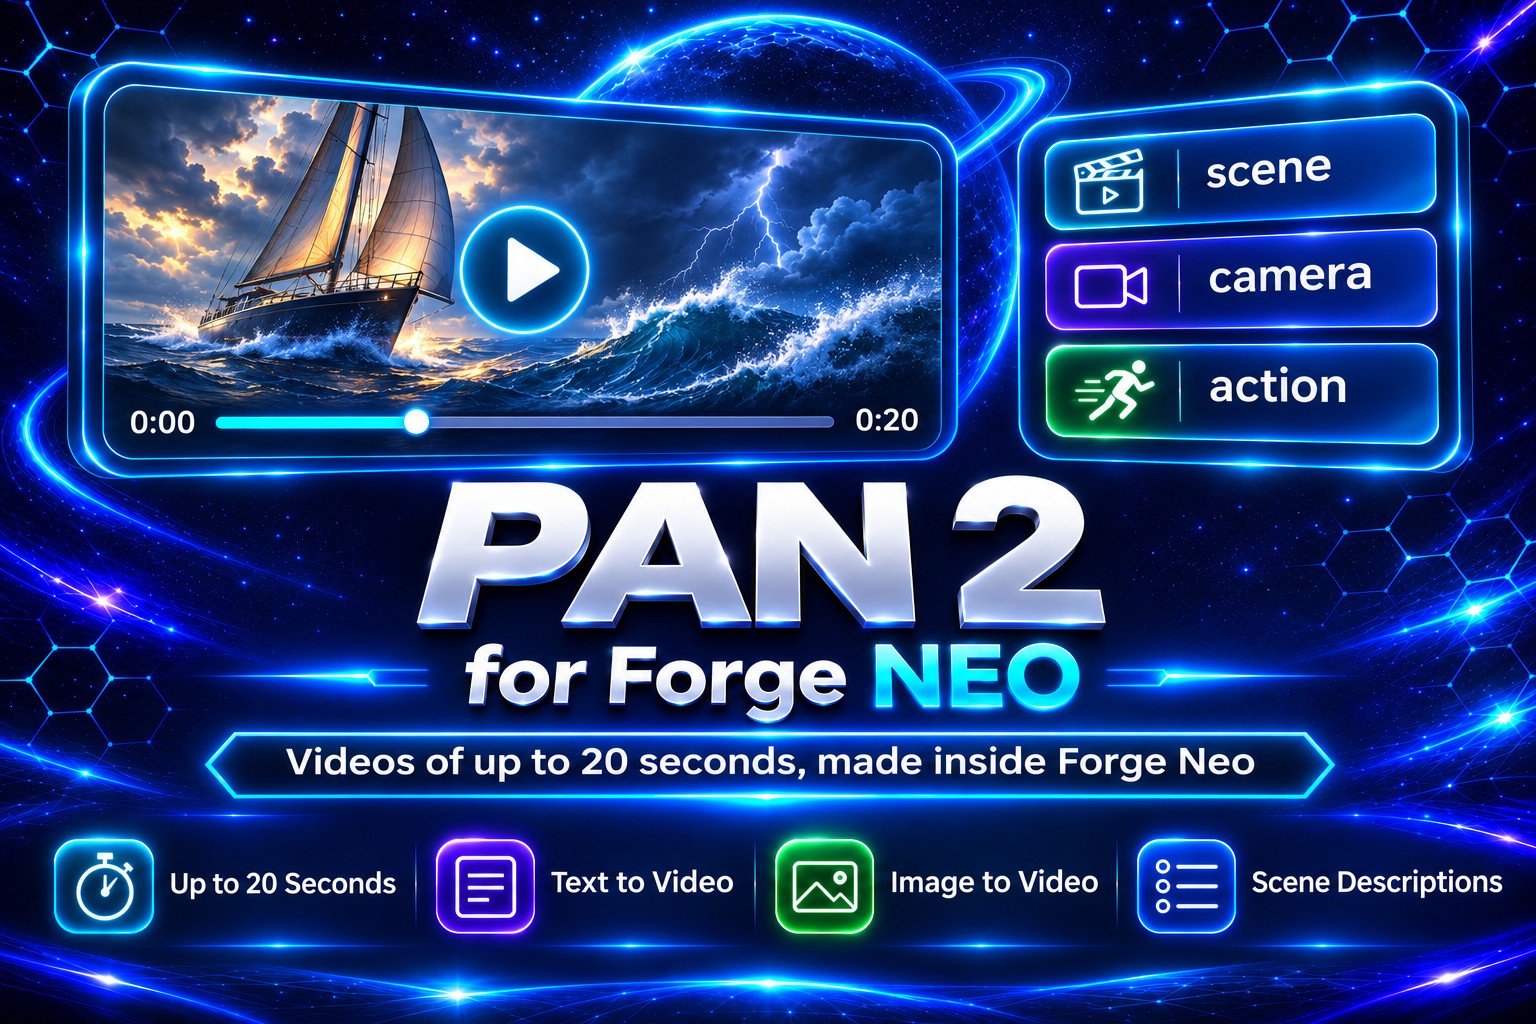 scene
camera
action
0:00
0:20
PAN 2
for Forge NEO
Videos of up to 20 seconds, made inside Forge Neo
Up to 20 Seconds
Text to Video
Image to Video
Scene Descriptions